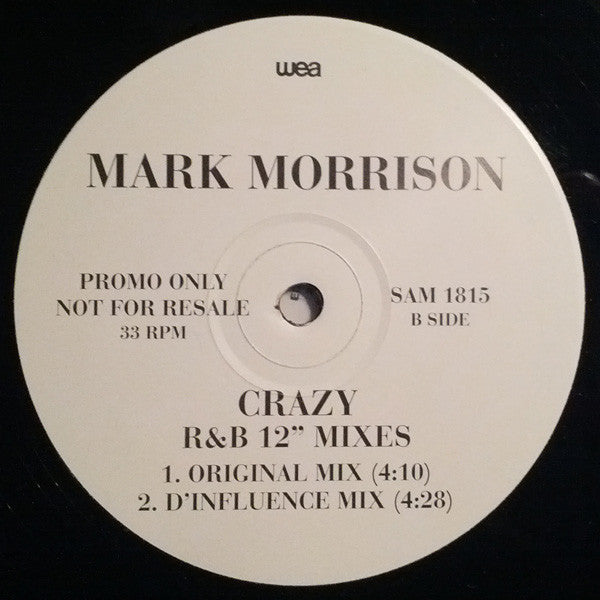 wea
MARK MORRISON
PROMO ONLY
NOT FOR RESALE
33 RPM
SAM 1815
B SIDE
CRAZY
R&B 12” MIXES
1. ORIGINAL MIX (4:10)
2. D’INFLUENCE MIX (4:28)